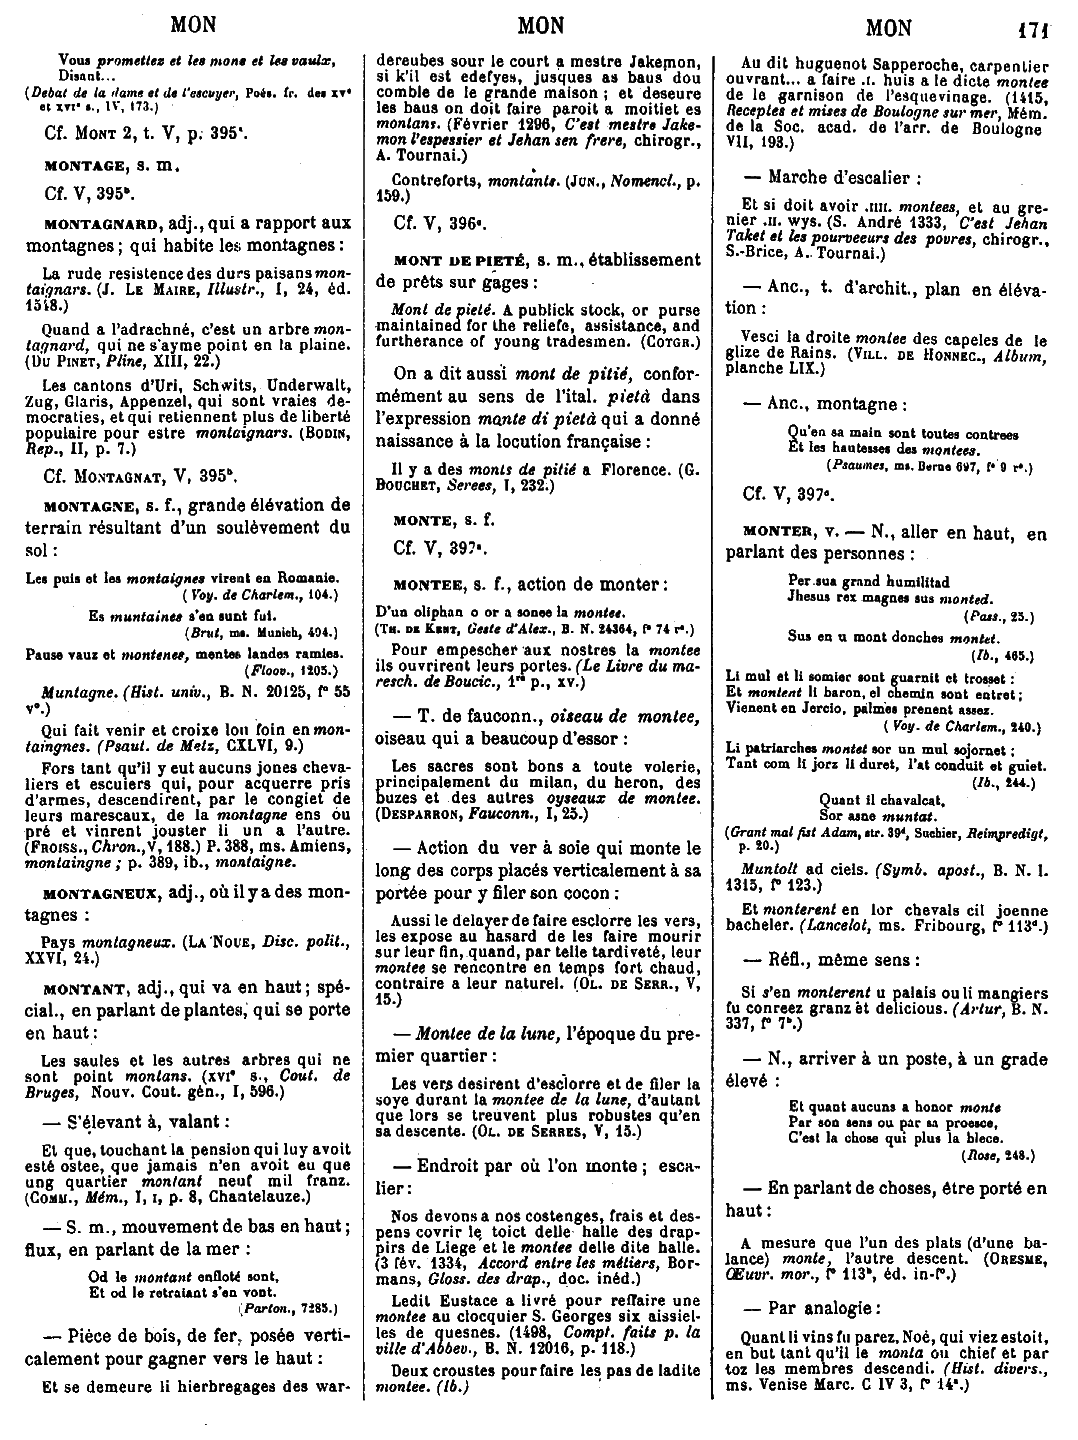 MON
MON
MON 171
Vous promettez et les mons et les vaulx,
Disant...
(Debat de la dame et de l'escuyer, Poés. fr. des XVe
et XVIe s., IV, 173.)
Cf. MONT 2, t. V, p. 395c.
MONTAGE, s. m.
Cf. V, 395b.
MONTAGNARD, adj., qui a rapport aux
montagnes ; qui habite les montagnes :
La rude resistence des durs paisans mon-
taignars. (J. LE MAIRE, Illustr., I, 24, éd.
1548.)
Quand a l'adrachné, c'est un arbre mon-
tagnard, qui ne s'ayme point en la plaine.
(DU PINET, Pline, XIII, 22.)
Les cantons d'Uri, Schwits, Underwalt,
Zug, Glaris, Appenzel, qui sont vraies de-
mocraties, et qui retiennent plus de liberté
populaire pour estre montaignars. (BODIN,
Rep., II, p. 7.)
Cf. MONTAGNAT, V, 395b.
MONTAGNE, s. f., grande élévation de
terrain résultant d'un soulèvement du
sol :
Les puis et les montaignes virent en Romanie.
(Voy. de Charlem., 104.)
Es muntaines s'en sunt fui.
(Brut, ms. Munich, 494.)
Passe vauz et montenes, mentes landes ramies.
(Floov., 1205.)
Muntagne. (Hist. univ., B. N. 20125, f° 55
v°.)
Qui fait venir et croixe lou foin en mon-
taingnes. (Psaut. de Metz, CXLVI, 9.)
Fors tant qu'il y eut aucuns jones cheva-
liers et escuiers qui, pour acquerre pris
d'armes, descendirent, par le congiet de
leurs marescaux, de la montagne ens ou
pré et vinrent jouster li un a l'autre.
(FROISS., Chron., V, 188.) P. 388, ms. Amiens,
montaingne ; p. 389, ib., montaigne.
MONTAGNEUX, adj., où il y a des mon-
tagnes :
Pays montagneux. (LA NOUE, Disc. polit.,
XXVI, 24.)
MONTANT, adj., qui va en haut ; spé-
cial., en parlant de plantes, qui se porte
en haut :
Les saules et les autres arbres qui ne
sont point montans. (XVIe s., Cout. de
Bruges, Nouv. Cout. gén., I, 596.)
— S'élevant à, valant :
Et que, touchant la pension qui luy avoit
esté ostee, que jamais n'en avoit eu que
ung quartier montant neuf mil franz.
(COMM., Mém., I, I, p. 8, Chantelauze.)
— S. m., mouvement de bas en haut ;
flux, en parlant de la mer :
Od le montant enfloté sont,
Et od le retraiant s'en vont.
(Parton., 7285.)
— Pièce de bois, de fer, posée verti-
calement pour gagner vers le haut :
Et se demeure li hierbregages des war-
dereubes sour le court a mestre Jakemon,
si k'il est edefyes, jusques as baus dou
comble de le grande maison ; et deseure
les baus on doit faire paroit a moitiet es
montans. (Février 1296, C'est mestre Jake-
mon l'espessier et Jehan sen frere, chirogr.,
A. Tournai.)
Contreforts, montants. (JUN., Nomencl., p.
159.)
Cf. V, 396a.
MONT DE PIETÉ, s. m., établissement
de prêts sur gages :
Mont de pieté. A publick stock, or purse
maintained for the reliefe, assistance, and
furtherance of young tradesmen. (COTGR.)
On a dit aussi mont de pitié, confor-
mément au sens de l'ital. pietà dans
l'expression monte di pietà qui a donné
naissance à la locution française :
Il y a des monts de pitié a Florence. (G.
BOUCHET, Serees, I, 232.)
MONTE, s. f.
Cf. V, 397a.
MONTEE, s. f., action de monter :
D'un oliphan o or a sonee la montee.
(TH. DE KENT, Geste d'Alex., B. N. 24364, f° 74 r°.)
Pour empescher aux nostres la montee
ils ouvrirent leurs portes. (Le Livre du ma-
resch. de Boucic., 1re p., XV.)
— T. de fauconn., oiseau de montee,
oiseau qui a beaucoup d'essor :
Les sacres sont bons a toute volerie,
principalement du milan, du heron, des
buzes et des autres oyseaux de montee.
(DESPARRON, Fauconn., I, 25.)
— Action du ver à soie qui monte le
long des corps placés verticalement à sa
portée pour y filer son cocon :
Aussi le delayer de faire esclorre les vers,
les expose au hasard de les faire mourir
sur leur fin, quand, par telle tardiveté, leur
montee se rencontre en temps fort chaud,
contraire a leur naturel. (OL. DE SERR., V,
15.)
— Montee de la lune, l'époque du pre-
mier quartier :
Les vers desirent d'esclorre et de filer la
soye durant la montee de la lune, d'autant
que lors se treuvent plus robustes qu'en
sa descente. (OL. DE SERRES, V, 15.)
— Endroit par où l'on monte ; esca-
lier :
Nos devons a nos costenges, frais et des-
pens covrir le toict delle halle des drap-
pirs de Liege et le montee delle dite halle.
(3 fév. 1334, Accord entre les métiers, Bor-
mans, Gloss. des drap., doc. inéd.)
Ledit Eustace a livré pour reffaire une
montee au clocquier S. Georges six aissiel-
les de quesnes. (1498, Compt. faits p. la
ville d'Abbev., B. N. 12016, p. 118.)
Deux croustes pour faire les pas de ladite
montee. (Ib.)
Au dit huguenot Sapperoche, carpentier
ouvrant... a faire .I. huis a le dicte montee
de le garnison de l'esquevinage. (1415,
Receptes et mises de Boulogne sur mer, Mém.
de la Soc. acad. de l'arr. de Boulogne
VII, 193.)
— Marche d'escalier :
Et si doit avoir .IIII. montees, et au gre-
nier .II. wys. (S. André 1333, C'est Jehan
Taket et les pourveeurs des povres, chirogr.,
S.-Brice, A. Tournai.)
— Anc., t. d'archit., plan en éléva-
tion :
Vesci la droite montee des capeles de le
glize de Rains. (VILL. DE HONNEC., Album,
planche LIX.)
— Anc., montagne :
Qu'en sa main sont toutes contrees
Et les hautesses des montees.
(Psaumes, ms. Berne 697, f° 9 r°.)
Cf. V, 397a.
MONTER, v. — N., aller en haut, en
parlant des personnes :
Per sua grand humilitad
Jhesus rex magnes sus monted.
(Pass., 25.)
Sus en u mont donches montet.
(Ib., 465.)
Li mul et li somier sont guarnit et trosset :
Et montent li baron, el chemin sont entret ;
Vienent en Jercio, palmes prenent assez.
(Voy. de Charlem., 240.)
Li patriarches montet sor un mul sojornet ;
Tant com li jorz li duret, l'at conduit et guiet.
(Ib., 244.)
Quant il chavalcat,
Sor asne muntat.
(Grant mal fist Adam, str. 39d, Suchier, Reimpredigt,
p. 20.)
Muntolt ad ciels. (Symb. apost., B. N. l.
1315, f° 123.)
Et monterent en lor chevals cil joenne
bacheler. (Lancelot, ms. Fribourg, f° 113d.)
— Réfl., même sens :
Si s'en monterent u palais ou li mangiers
fu conreez granz et delicious. (Artur, B. N.
337, f° 7b.)
— N., arriver à un poste, à un grade
élevé :
Et quant aucuns a honor monte
Par son sens ou par sa proesce,
C'est la chose qui plus la blece.
(Rose, 248.)
— En parlant de choses, être porté en
haut :
A mesure que l'un des plats (d'une ba-
lance) monte, l'autre descent. (ORESME,
Œuvr. mor., f° 113b, éd. in-f°.)
— Par analogie :
Quant li vins fu parez, Noé, qui viez estoit,
en but tant qu'il le monta ou chief et par
toz les membres descendi. (Hist. divers.,
ms. Venise Marc. C IV 3, f° 14a.)